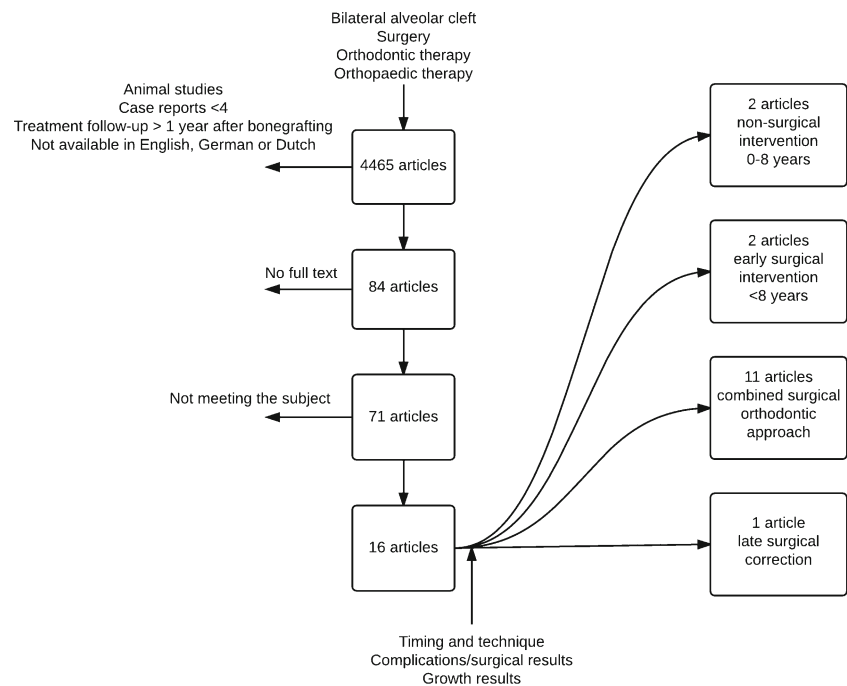 Bilateral alveolar cleft
Surgery
Orthodontic therapy
Orthopaedic therapy
Animal studies
Case reports <4
Treatment follow-up > 1 year after bonegrafting
Not available in English, German or Dutch
4465 articles
No full text
84 articles
Not meeting the subject
71 articles
16 articles
Timing and technique
Complications/surgical results
Growth results
2 articles
non-surgical
intervention
0-8 years
2 articles
early surgical
intervention
<8 years
11 articles
combined surgical
orthodontic
approach
1 article
late surgical
correction